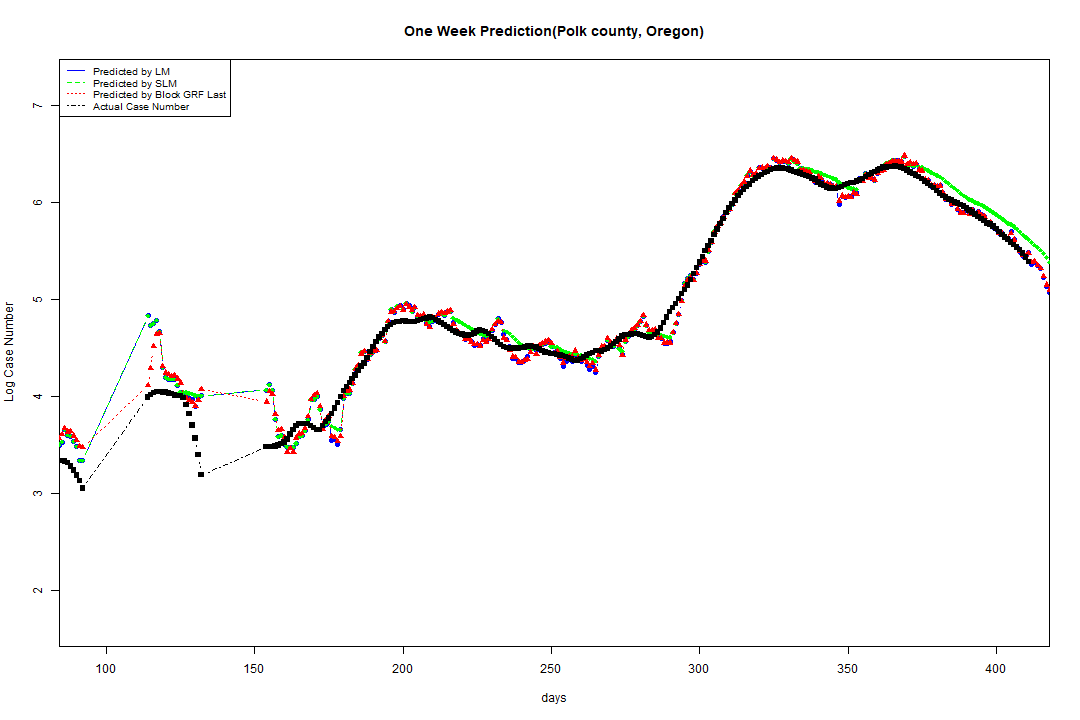 One Week Prediction(Polk county, Oregon)
Predicted by LM
Predicted by SLM
Predicted by Block GRF Last
Actual Case Number
7
6
5
4
3
2
Log Case Number
100 150 200 250 300 350 400
days